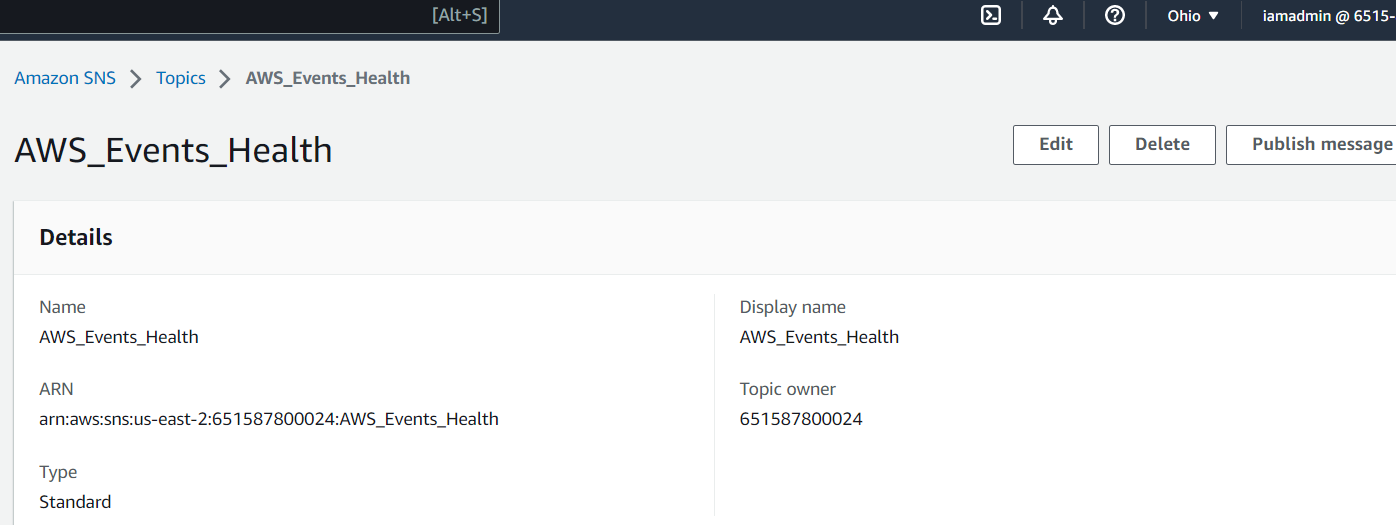 [Alt+S]
Ohio
iamadmin @ 6515-
Amazon SNS
Topics
AWS_Events_Health
AWS_Events_Health
Edit
Delete
Publish message
Details
Name
AWS_Events_Health
Display name
AWS_Events_Health
ARN
arn:aws:sns:us-east-2:651587800024:AWS_Events_Health
Topic owner
651587800024
Type
Standard